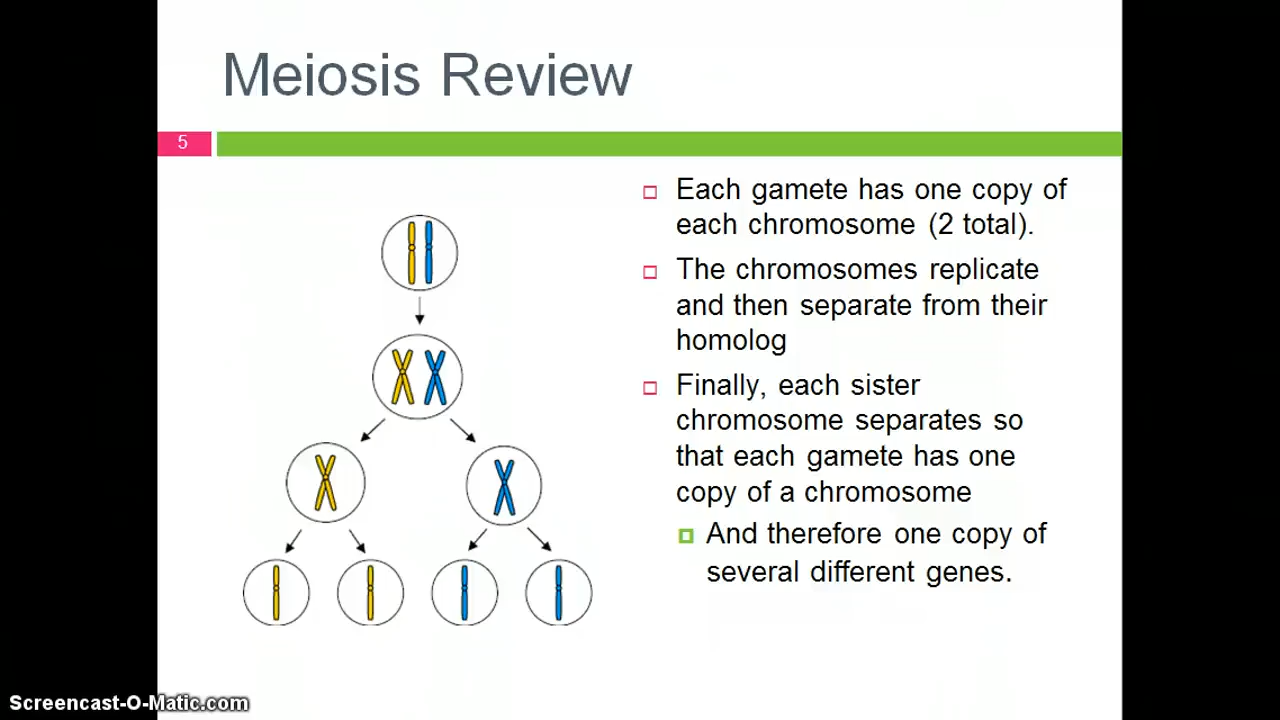 Meiosis Review
5
Each gamete has one copy of
each chromosome (2 total).
The chromosomes replicate
and then separate from their
homolog
Finally, each sister
chromosome separates so
that each gamete has one
copy of a chromosome
And therefore one copy of
several different genes.
Screencast-O-Matic.com